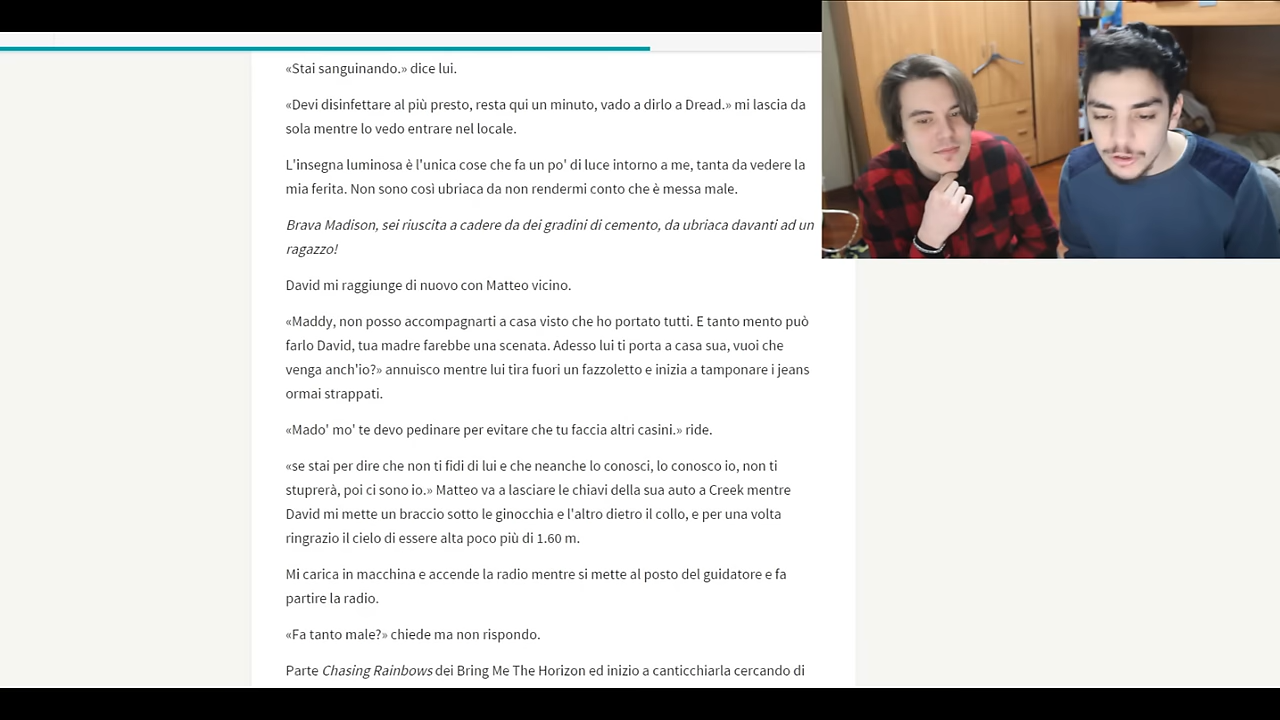 «Stai sanguinando.» dice lui.
«Devi disinfettare al più presto, resta qui un minuto, vado a dirlo a Dread.» mi lascia da
sola mentre lo vedo entrare nel locale.
L'insegna luminosa è l'unica cose che fa un po' di luce intorno a me, tanta da vedere la
mia ferita. Non sono così ubriaca da non rendermi conto che è messa male.
Brava Madison, sei riuscita a cadere da dei gradini di cemento, da ubriaca davanti ad un
ragazzo!
David mi raggiunge di nuovo con Matteo vicino.
«Maddy, non posso accompagnarti a casa visto che ho portato tutti. E tanto mento può
farlo David, tua madre farebbe una scenata. Adesso lui ti porta a casa sua, vuoi che
venga anch'io?» annuisco mentre lui tira fuori un fazzoletto e inizia a tamponare i jeans
ormai strappati.
«Mado' mo' te devo pedinare per evitare che tu faccia altri casini.» ride.
«se stai per dire che non ti fidi di lui e che neanche lo conosci, lo conosco io, non ti
stuprerà, poi ci sono io.» Matteo va a lasciare le chiavi della sua auto a Creek mentre
David mi mette un braccio sotto le ginocchia e l'altro dietro il collo, e per una volta
ringrazio il cielo di essere alta poco più di 1.60 m.
Mi carica in macchina e accende la radio mentre si mette al posto del guidatore e fa
partire la radio.
«Fa tanto male?» chiede ma non rispondo.
Parte Chasing Rainbows dei Bring Me The Horizon ed inizio a canticchiarla cercando di